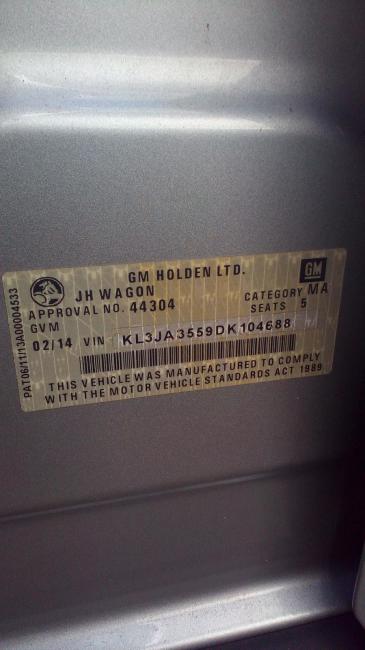 GM HOLDEN LTD.
GM
JH WAGON
APPROVAL NO. 44304
CATEGORY MA
GVM
SEATS 5
02/14 VIN KL3JA3559DK104688
THIS VEHICLE WAS MANUFACTURED TO COMPLY
WITH THE MOTOR VEHICLE STANDARDS ACT 1989
PAT06/11/13A00004533